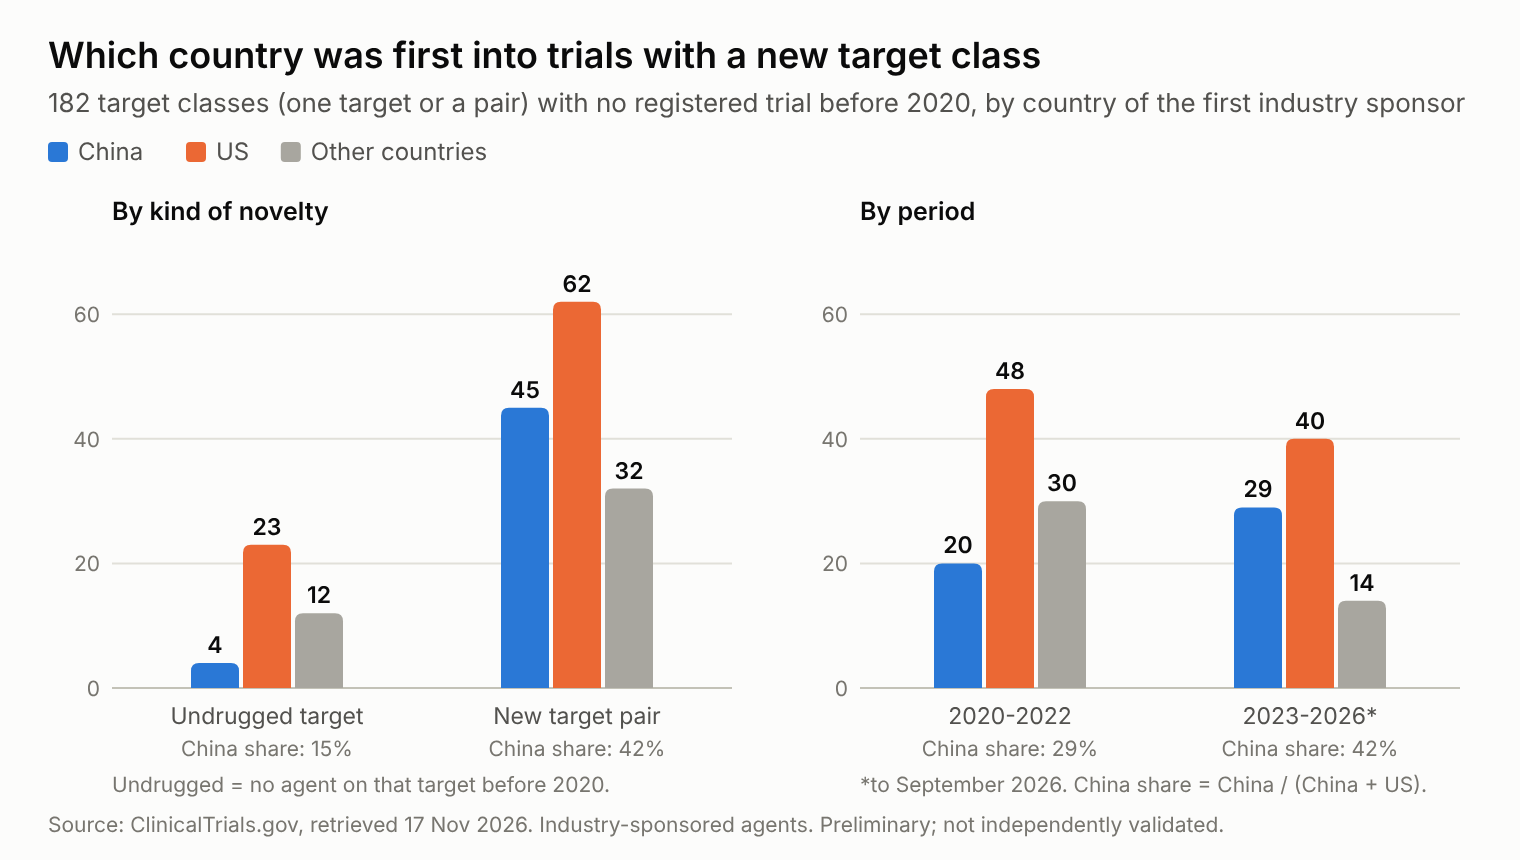 Which country was first into trials with a new target class
182 target classes (one target or a pair) with no registered trial before 2020, by country of the first industry sponsor
China US Other countries
By kind of novelty
60
40
20
0
4
23
12
45
62
32
Undrugged target
China share: 15%
New target pair
China share: 42%
Undrugged = no agent on that target before 2020.
By period
60
40
20
0
20
48
30
29
40
14
2020-2022
China share: 29%
2023-2026*
China share: 42%
*to September 2026. China share = China / (China + US).
Source: ClinicalTrials.gov, retrieved 17 Nov 2026. Industry-sponsored agents. Preliminary; not independently validated.